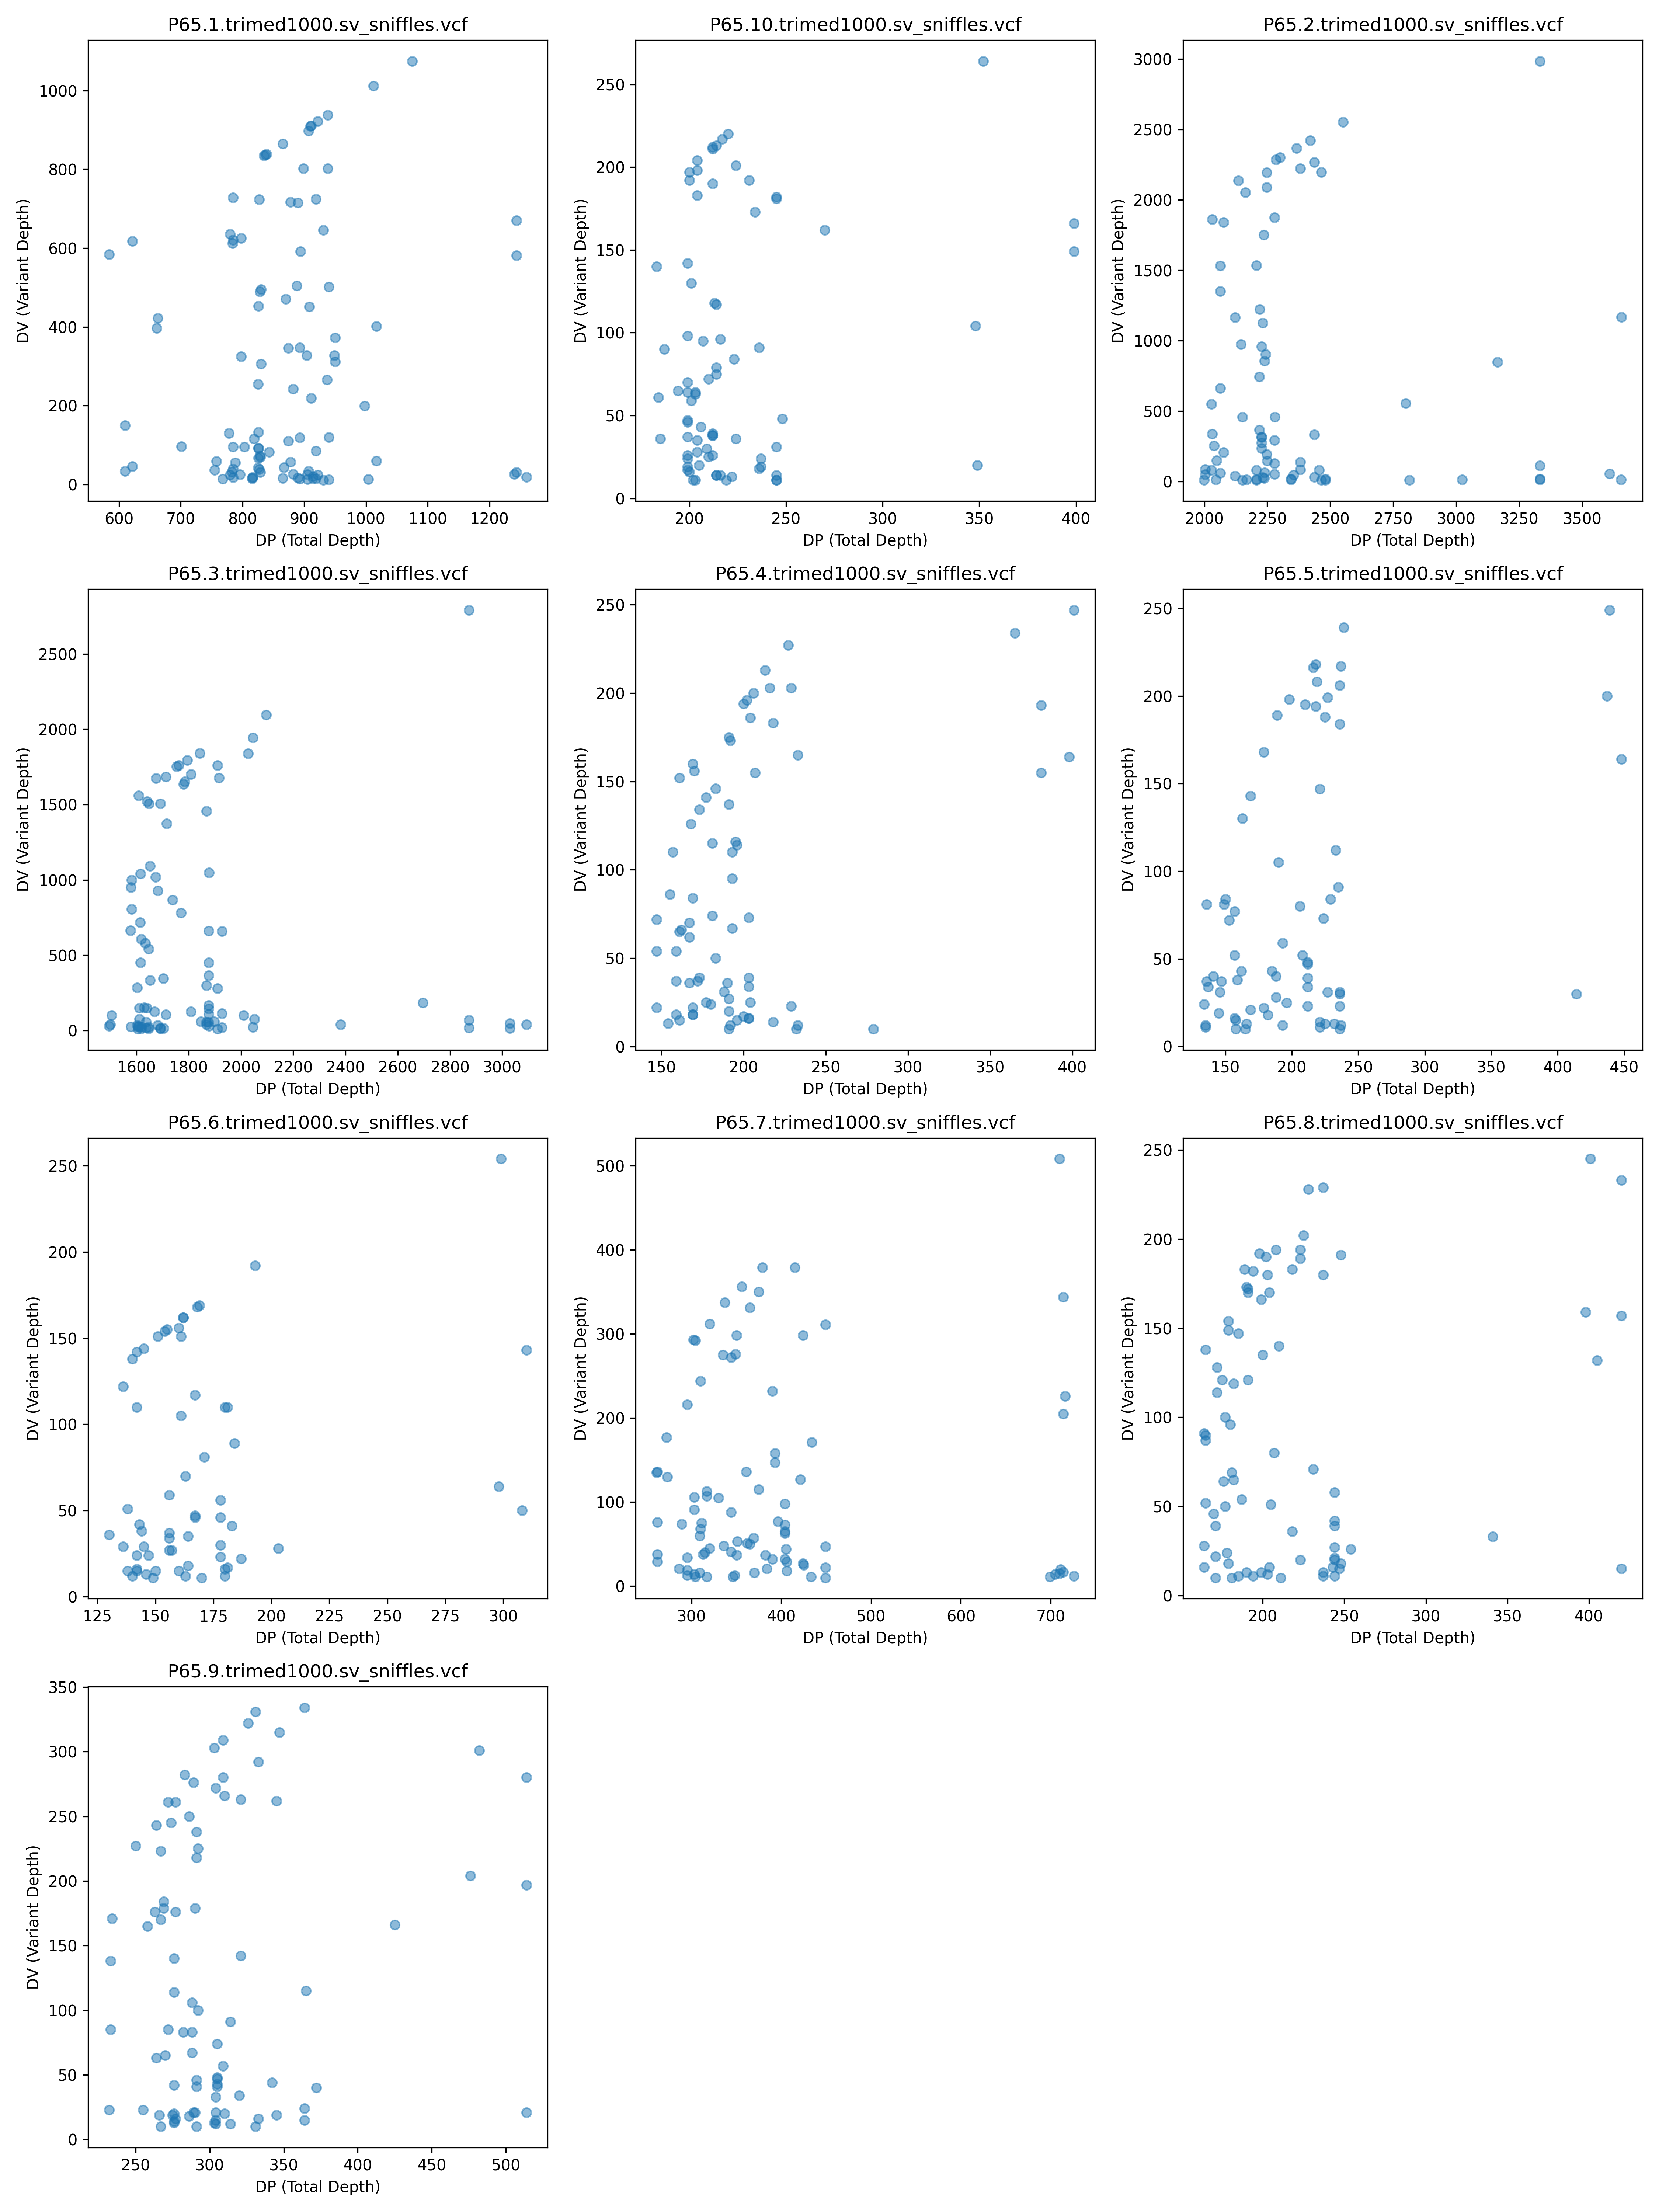 P65.1.trimed1000.sv_sniffles.vcf
DV (Variant Depth)
1000
800
600
400
200
0
600 700 800 900 1000 1100 1200
DP (Total Depth)
P65.10.trimed1000.sv_sniffles.vcf
DV (Variant Depth)
250
200
150
100
50
0
200 250 300 350 400
DP (Total Depth)
P65.2.trimed1000.sv_sniffles.vcf
DV (Variant Depth)
3000
2500
2000
1500
1000
500
0
2000 2250 2500 2750 3000 3250 3500
DP (Total Depth)
P65.3.trimed1000.sv_sniffles.vcf
DV (Variant Depth)
2500
2000
1500
1000
500
0
1600 1800 2000 2200 2400 2600 2800 3000
DP (Total Depth)
P65.4.trimed1000.sv_sniffles.vcf
DV (Variant Depth)
250
200
150
100
50
0
150 200 250 300 350 400
DP (Total Depth)
P65.5.trimed1000.sv_sniffles.vcf
DV (Variant Depth)
250
200
150
100
50
0
150 200 250 300 350 400 450
DP (Total Depth)
P65.6.trimed1000.sv_sniffles.vcf
DV (Variant Depth)
250
200
150
100
50
0
125 150 175 200 225 250 275 300
DP (Total Depth)
P65.7.trimed1000.sv_sniffles.vcf
DV (Variant Depth)
500
400
300
200
100
0
300 400 500 600 700
DP (Total Depth)
P65.8.trimed1000.sv_sniffles.vcf
DV (Variant Depth)
250
200
150
100
50
0
200 250 300 350 400
DP (Total Depth)
P65.9.trimed1000.sv_sniffles.vcf
DV (Variant Depth)
350
300
250
200
150
100
50
0
250 300 350 400 450 500
DP (Total Depth)